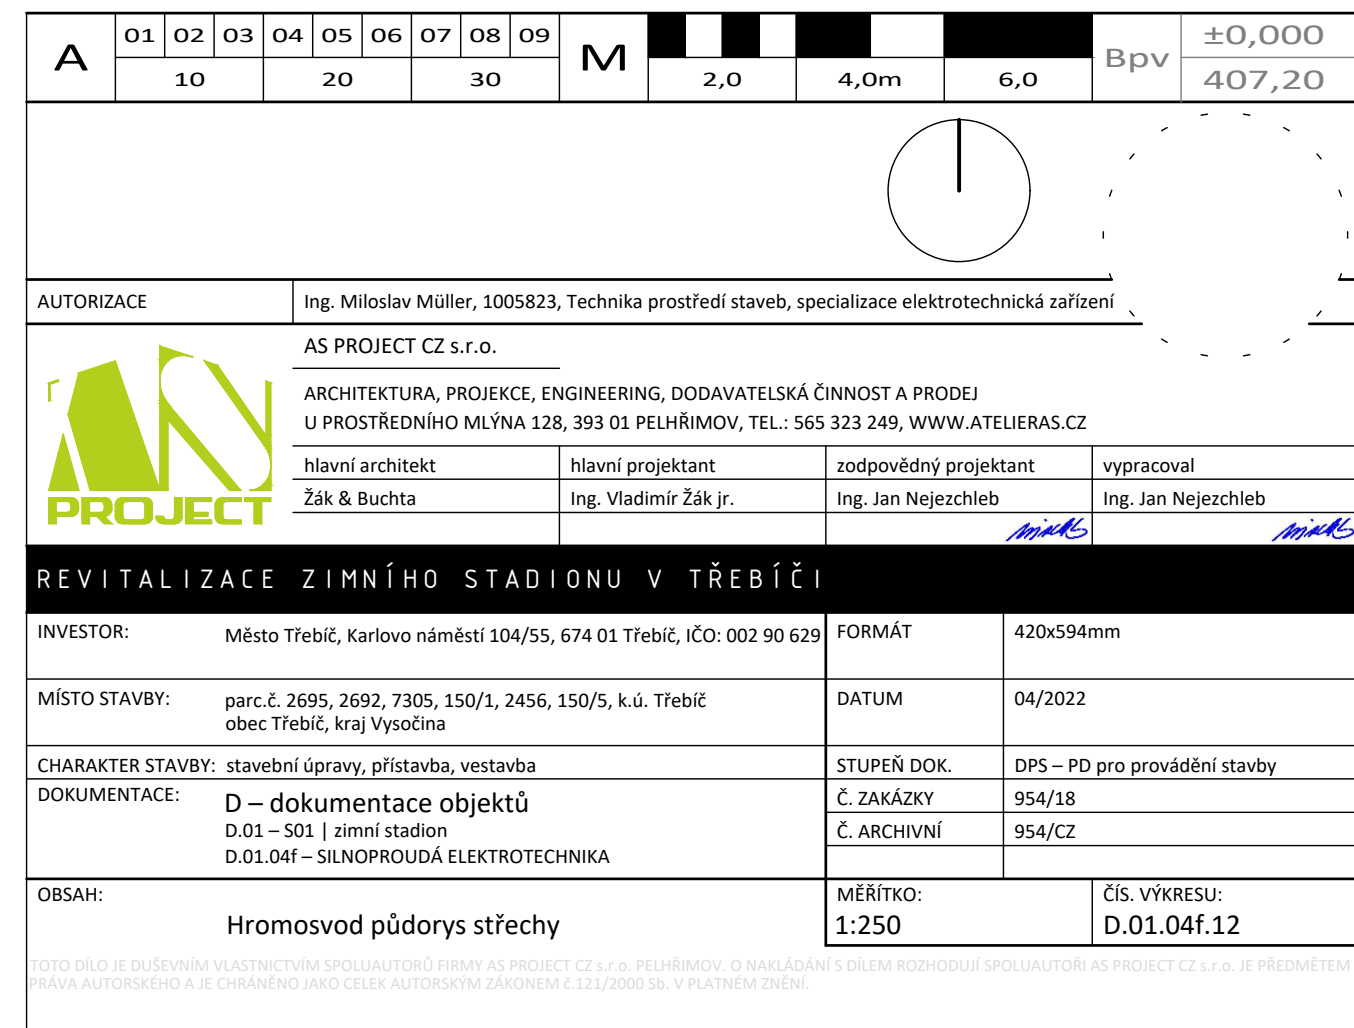 A 01 02 03 04 05 06 07 08 09 M Bpv ±0,000
10 20 30 2,0 4,0m 6,0 407,20
AUTORIZACE Ing. Miloslav Müller, 1005823, Technika prostředí staveb, specializace elektrotechnická zařízení
AS PROJECT CZ s.r.o.
ARCHITEKTURA, PROJEKCE, ENGINEERING, DODAVATELSKÁ ČINNOST A PRODEJ
U PROSTŘEDNÍHO MLÝNA 128, 393 01 PELHŘIMOV, TEL.: 565 323 249, WWW.ATELIERAS.CZ
PROJECT
hlavní architekt hlavní projektant zodpovědný projektant vypracoval
Žák & Buchta Ing. Vladimír Žák jr. Ing. Jan Nejezchleb Ing. Jan Nejezchleb
REVITALIZACE ZIMNÍHO STADIONU V TŘEBÍČI
INVESTOR: Město Třebíč, Karlovo náměstí 104/55, 674 01 Třebíč, IČO: 002 90 629 FORMÁT 420x594mm
MÍSTO STAVBY: parc.č. 2695, 2692, 7305, 150/1, 2456, 150/5, k.ú. Třebíč DATUM 04/2022
obec Třebíč, kraj Vysočina
CHARAKTER STAVBY: stavební úpravy, přístavba, vestavba STUPEŇ DOK. DPS – PD pro provádění stavby
DOKUMENTACE: D – dokumentace objektů Č. ZAKÁZKY 954/18
D.01 – S01 | zimní stadion Č. ARCHIVNÍ 954/CZ
D.01.04f – SILNOPROUDÁ ELEKTROTECHNIKA
OBSAH: MĚŘÍTKO: ČÍS. VÝKRESU:
Hromosvod půdorys střechy 1:250 D.01.04f.12
TOTO DÍLO JE DUŠEVNÍM VLASTNICTVÍM SPOLUAUTORŮ FIRMY AS PROJECT CZ s.r.o. PELHŘIMOV. O NAKLÁDÁNÍ S DÍLEM ROZHODUJÍ SPOLUAUTOŘI AS PROJECT CZ s.r.o. JE PŘEDMĚTEM
PRÁVA AUTORSKÉHO A JE CHRÁNĚNO JAKO CELEK AUTORSKÝM ZÁKONEM č.121/2000 Sb. V PLATNÉM ZNĚNÍ.